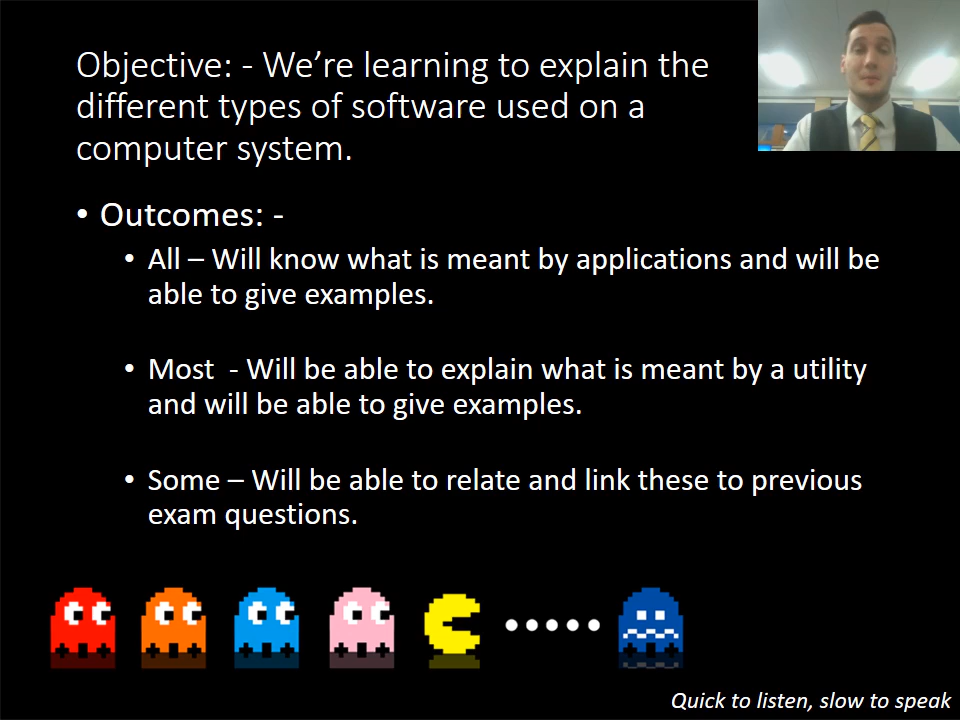 Objective: - We’re learning to explain the
different types of software used on a
computer system.
• Outcomes: -
• All – Will know what is meant by applications and will be
able to give examples.
• Most  - Will be able to explain what is meant by a utility
and will be able to give examples.
• Some – Will be able to relate and link these to previous
exam questions.
Quick to listen, slow to speak